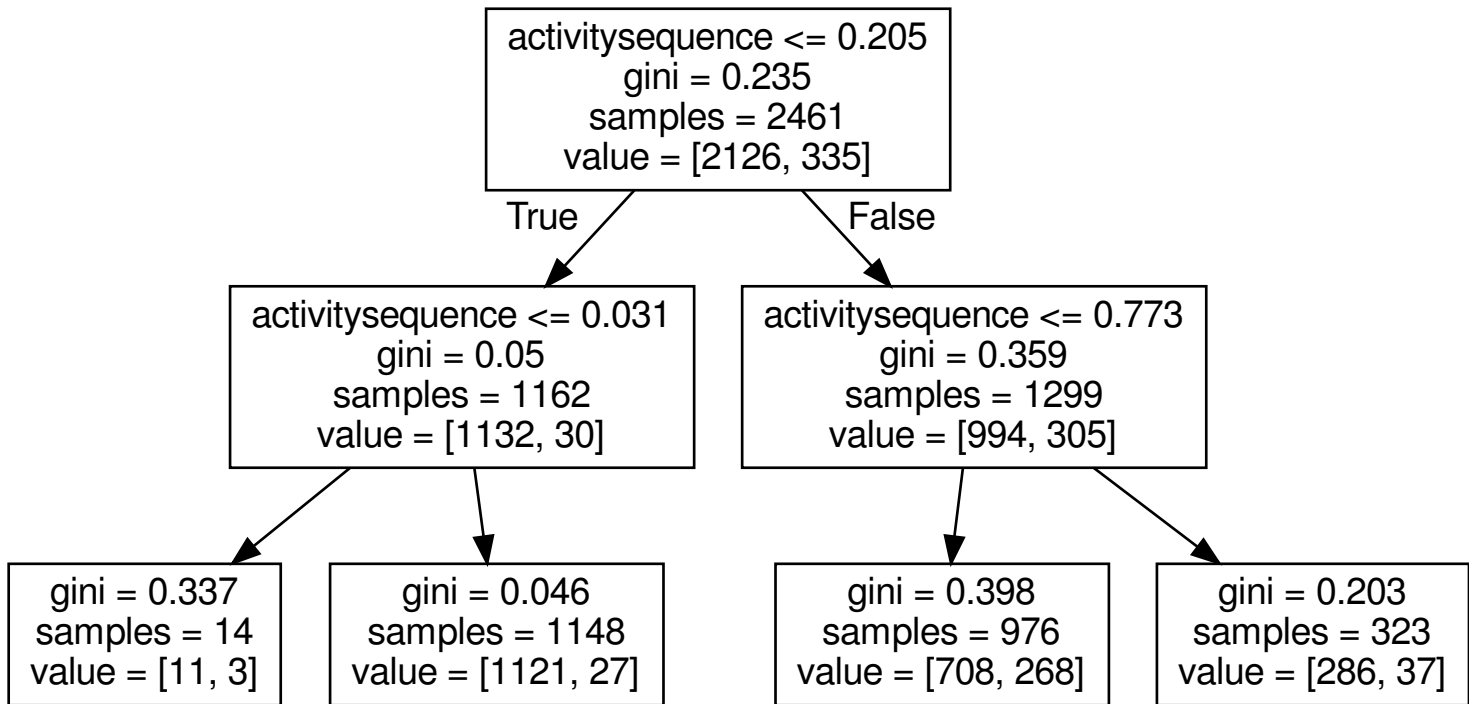 activitysequence <= 0.205
gini = 0.235
samples = 2461
value = [2126, 335]
True
False
activitysequence <= 0.031
gini = 0.05
samples = 1162
value = [1132, 30]
activitysequence <= 0.773
gini = 0.359
samples = 1299
value = [994, 305]
gini = 0.337
samples = 14
value = [11, 3]
gini = 0.046
samples = 1148
value = [1121, 27]
gini = 0.398
samples = 976
value = [708, 268]
gini = 0.203
samples = 323
value = [286, 37]